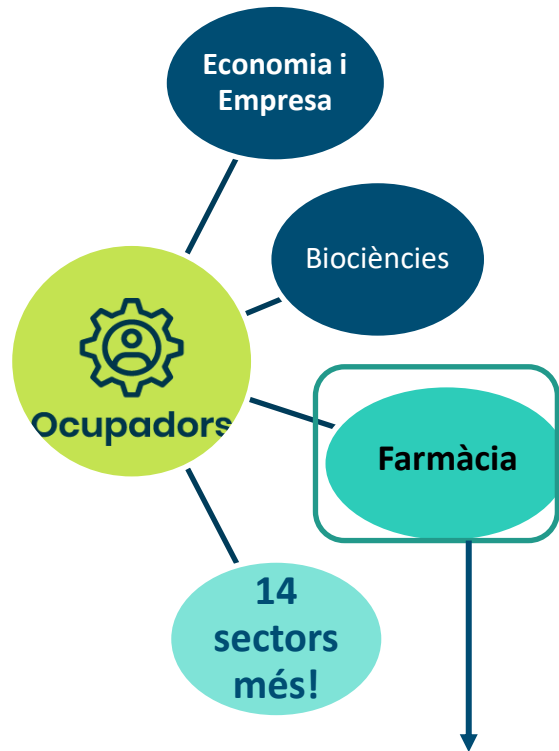 Economia i
Empresa
Biociències
Ocupadors
Farmàcia
14
sectors
més!